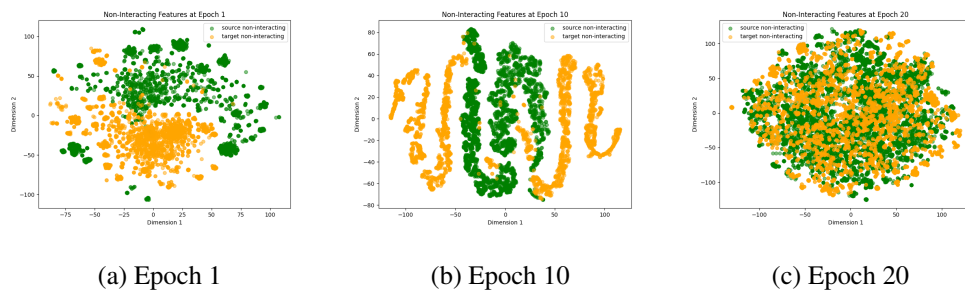 Non-Interacting Features at Epoch 1
source non-interacting
target non-interacting
100
50
0
−50
−100
Dimension 2
−75
−50
−25
0
25
50
75
100
Dimension 1
Non-Interacting Features at Epoch 10
source non-interacting
target non-interacting
80
60
40
20
0
−20
−40
−60
−80
Dimension 2
−100
−50
0
50
100
Dimension 1
Non-Interacting Features at Epoch 20
source non-interacting
target non-interacting
100
50
0
−50
−100
Dimension 2
−100
−50
0
50
100
Dimension 1
(a) Epoch 1
(b) Epoch 10
(c) Epoch 20